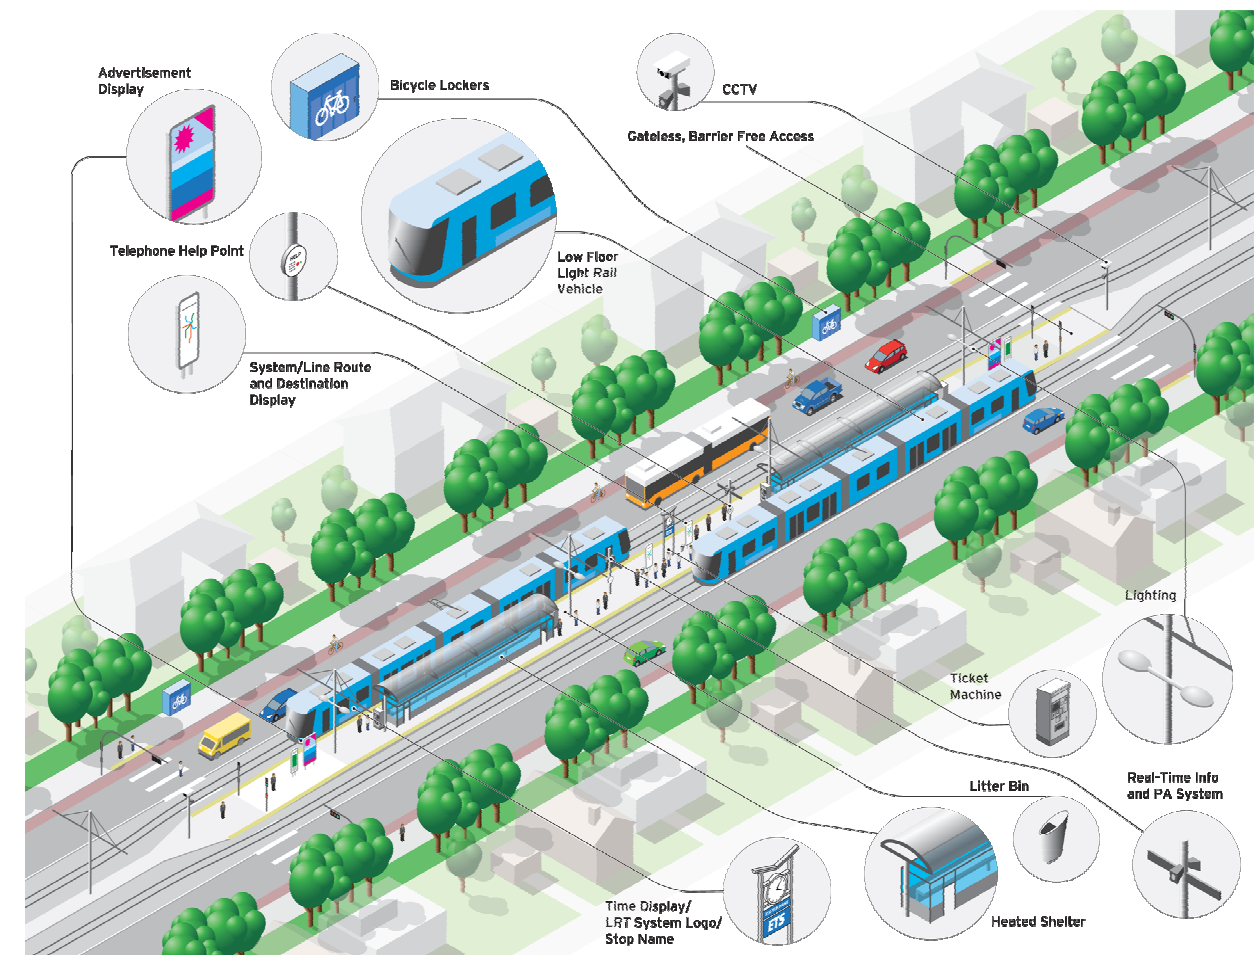 Advertisement
Display
Bicycle Lockers
CCTV
Gateless, Barrier Free Access
Telephone Help Point
HELP
Low Floor
Light Rail
Vehicle
System/Line Route
and Destination
Display
Lighting
Ticket
Machine
Real-Time Info
and PA System
Litter Bin
Heated Shelter
Time Display/
LRT System Logo/
Stop Name
ETS